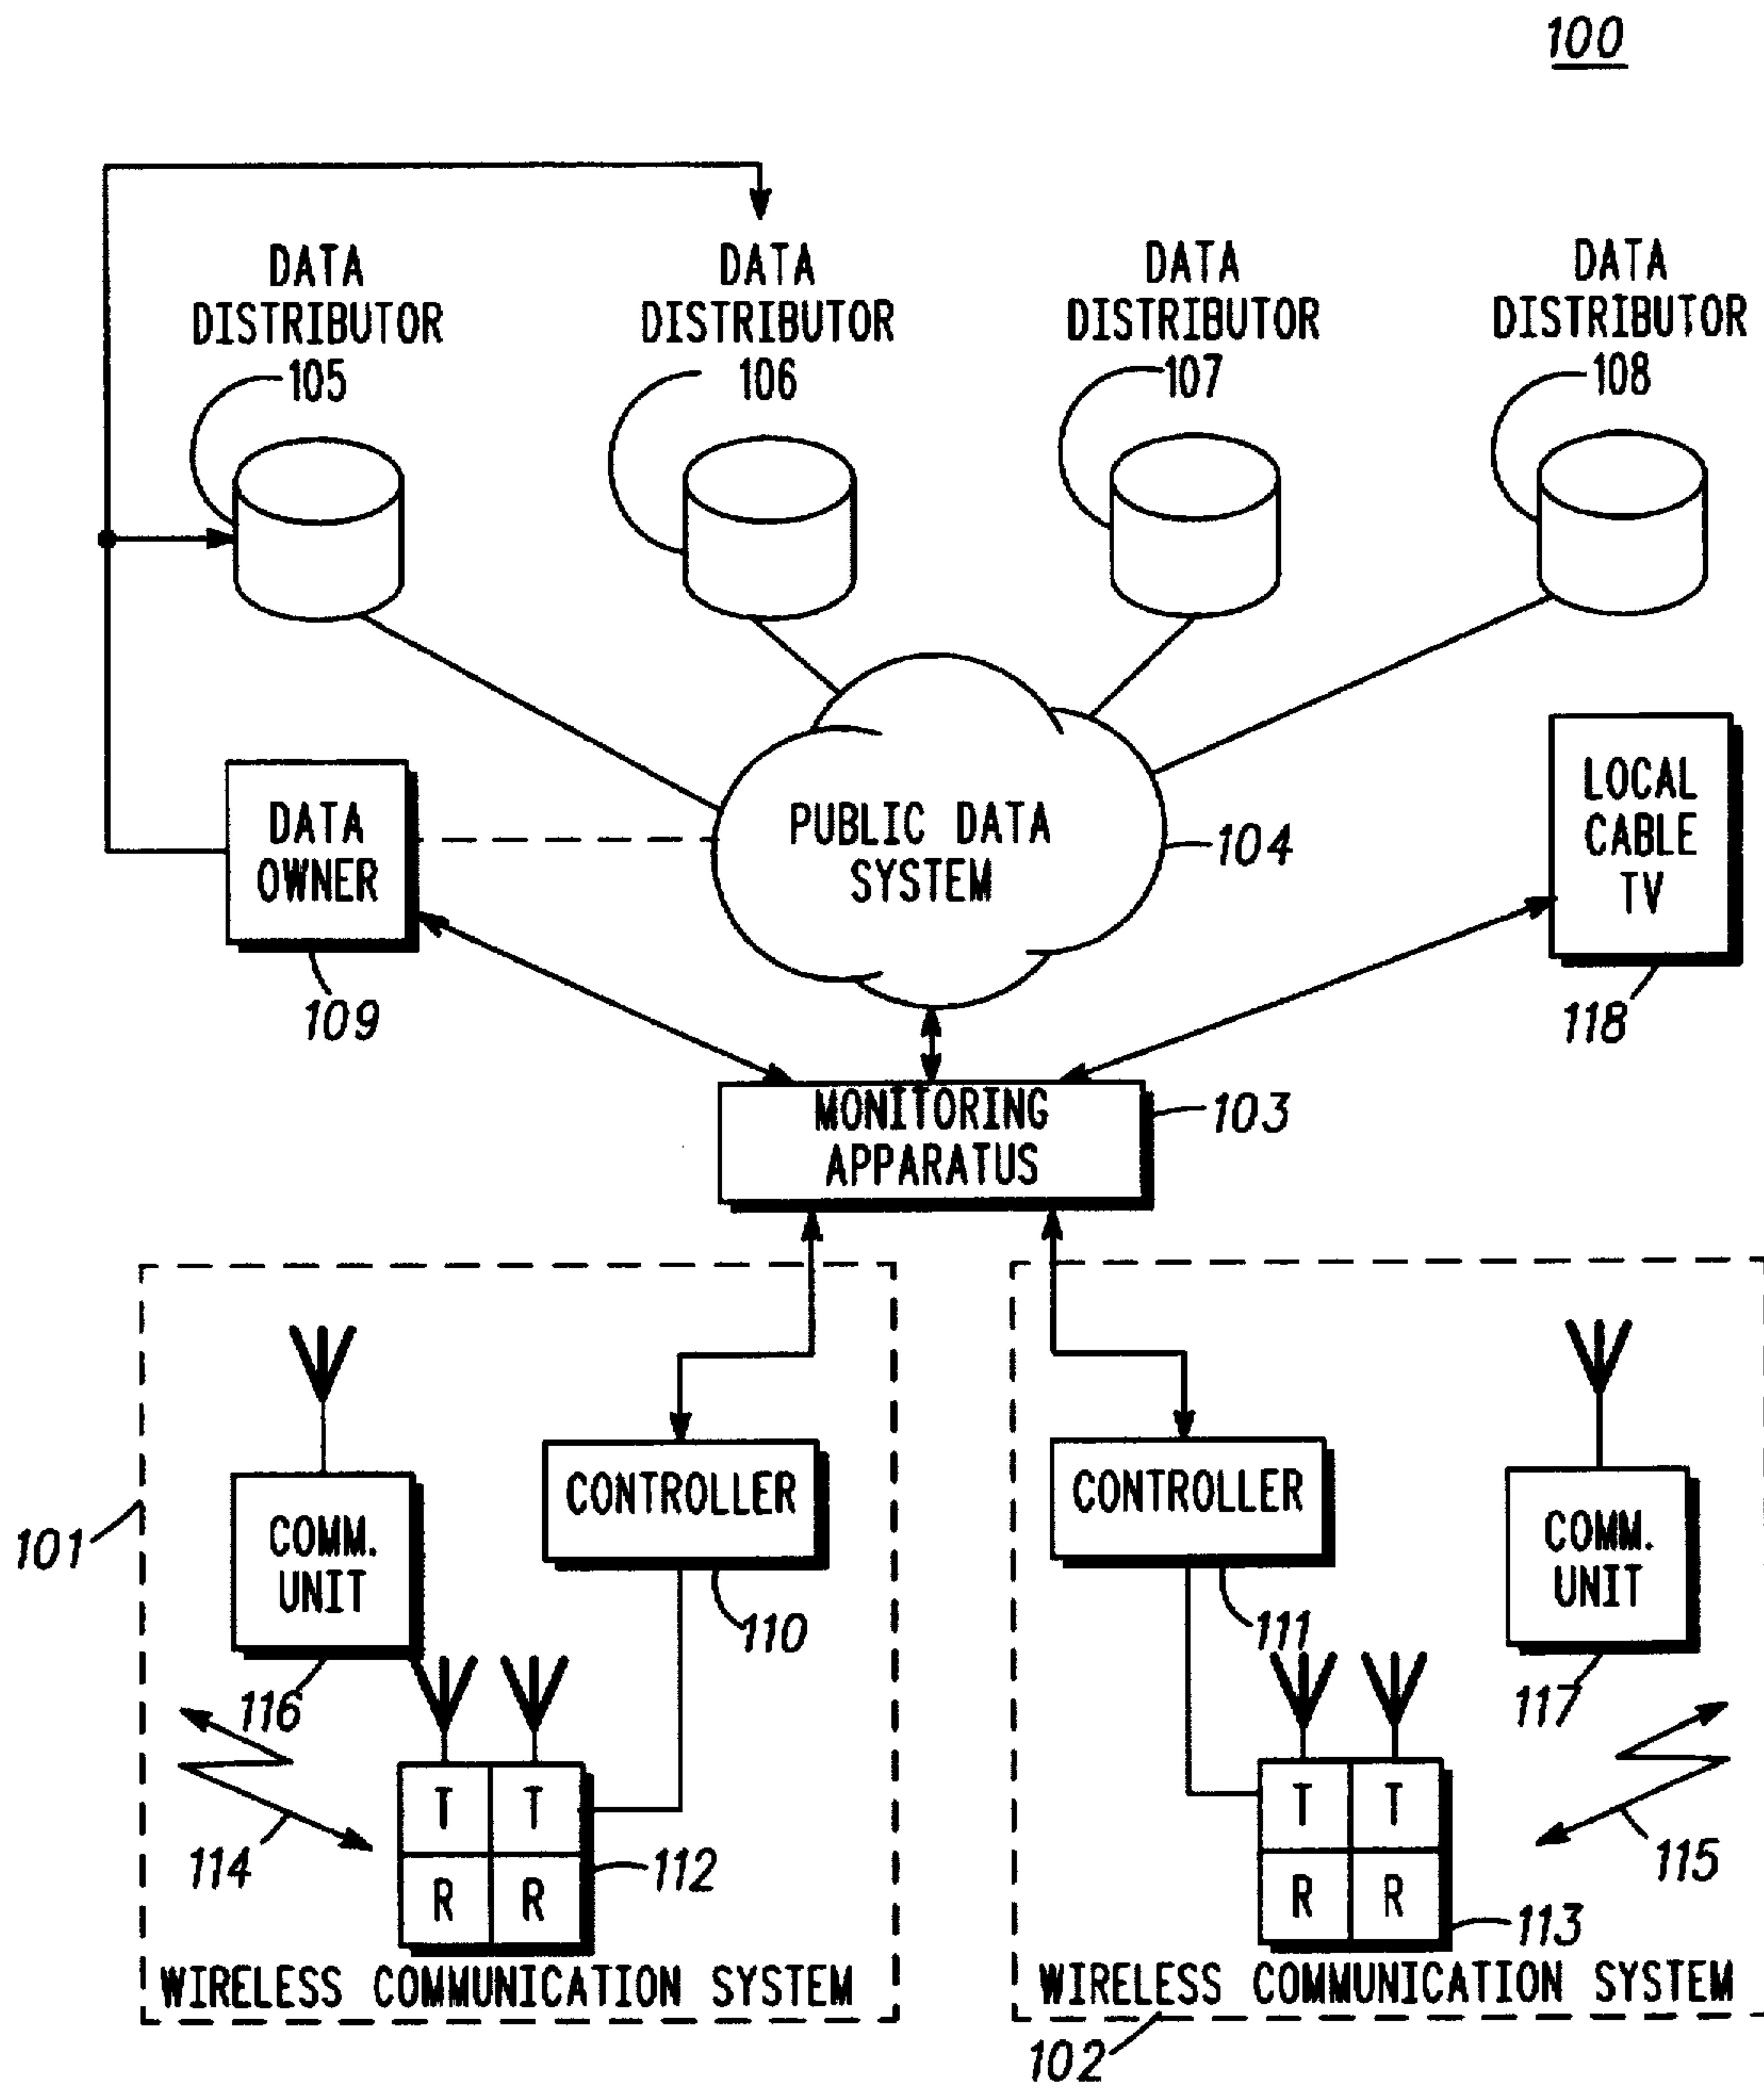 100
DATA
DISTRIBUTOR
105
DATA
DISTRIBUTOR
106
DATA
DISTRIBUTOR
107
DATA
DISTRIBUTOR
108
DATA
OWNER
109
PUBLIC DATA
SYSTEM
104
LOCAL
CABLE
TV
118
MONITORING
APPARATUS
103
101
COMM.
UNIT
116
CONTROLLER
110
114
T T
R R
112
WIRELESS COMMUNICATION SYSTEM
CONTROLLER
111
COMM.
UNIT
117
T T
R R
113
115
WIRELESS COMMUNICATION SYSTEM
102